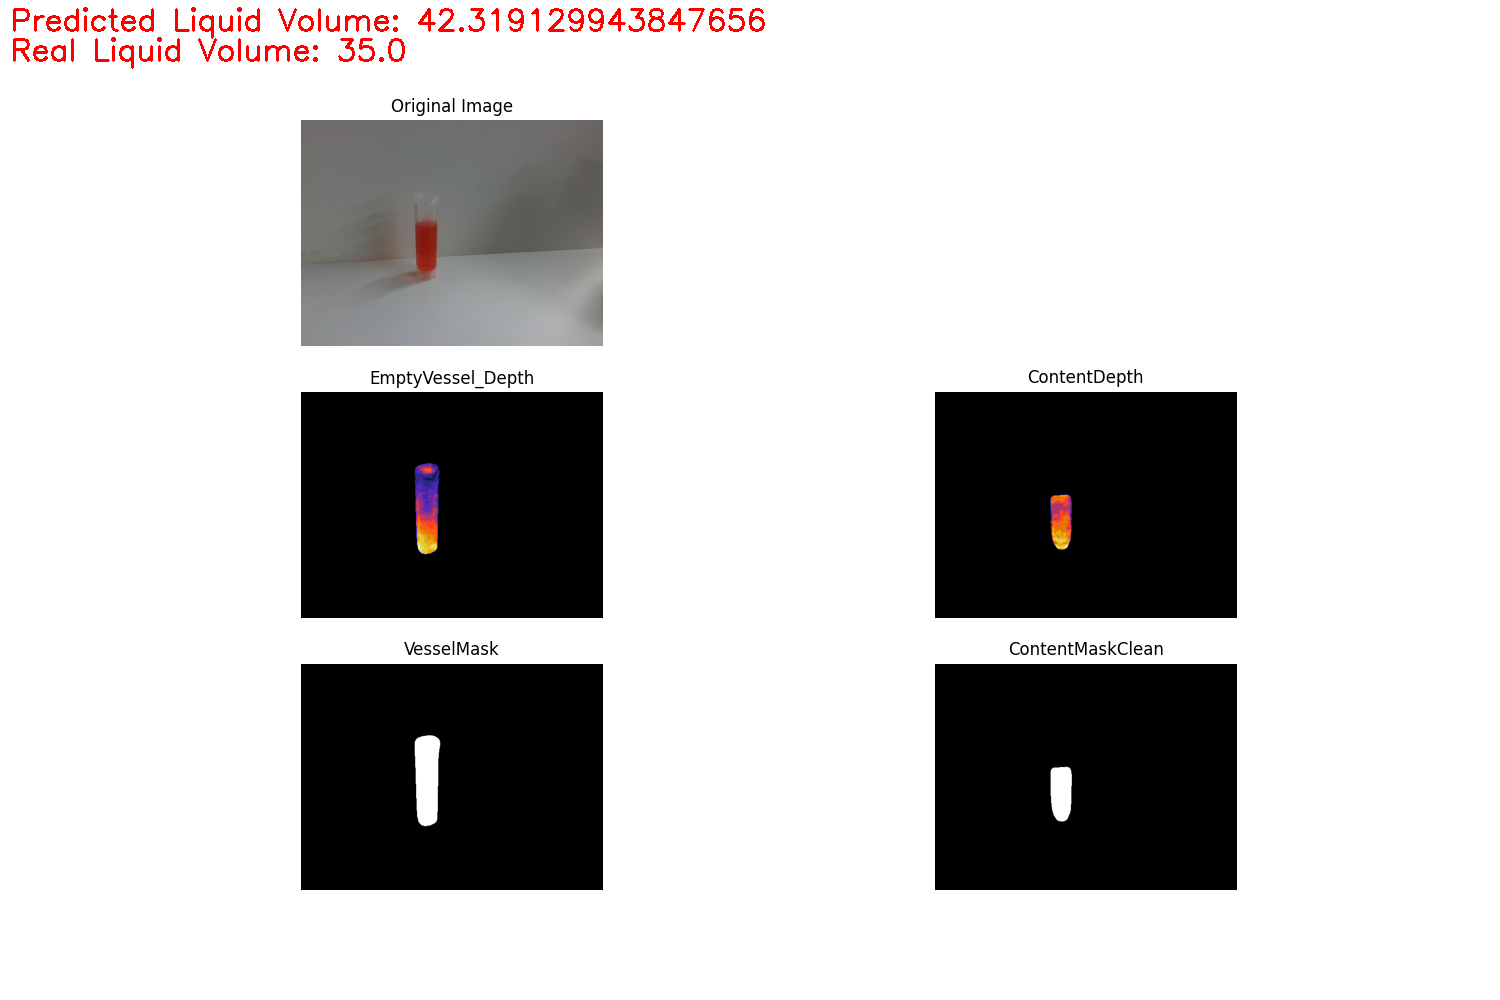 Predicted Liquid Volume: 42.319129943847656
Real Liquid Volume: 35.0
Original Image
EmptyVessel_Depth
ContentDepth
VesselMask
ContentMaskClean